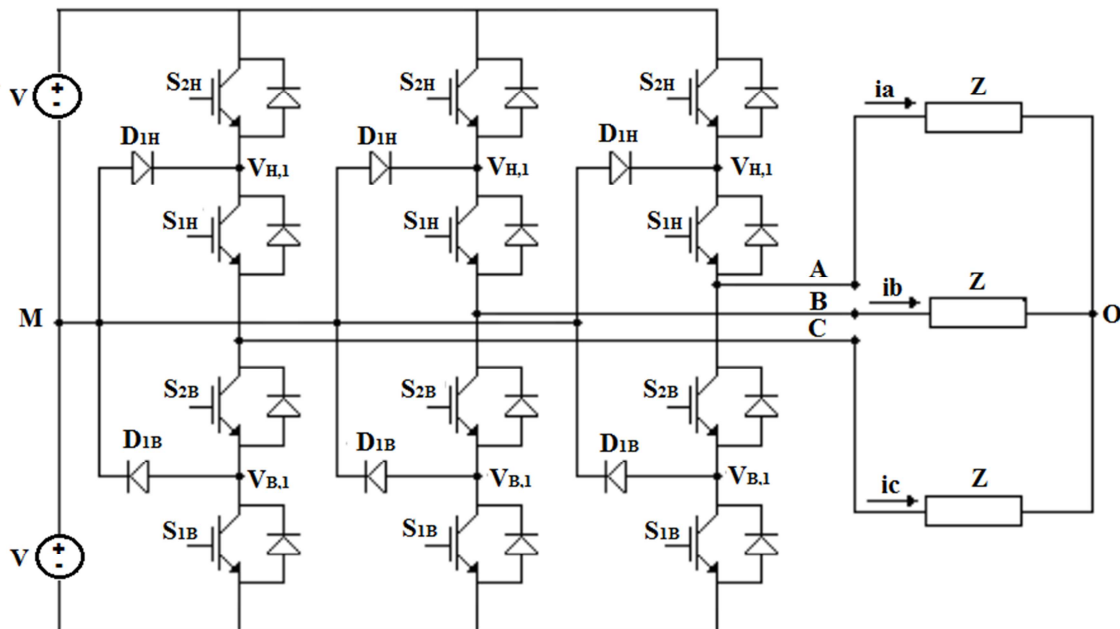 S2H S2H S2H
V + -
ia Z
D1H D1H D1H
VH,1 VH,1 VH,1
S1H S1H S1H
A
ib Z
B
M O
C
S2B S2B S2B
D1B D1B D1B
VB,1 VB,1 VB,1
ic Z
S1B S1B S1B
V + -